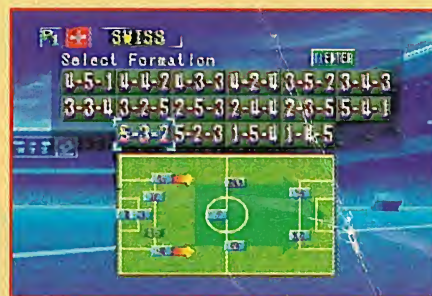 P1 SWISS
Select Formation ENTER
4-5-1 4-4-2 4-3-3 4-2-4 3-5-2 3-4-3
3-3-4 3-2-5 2-5-3 2-4-4 2-3-5 5-4-1
5-3-2 5-2-3 1-5-4 1-4-5